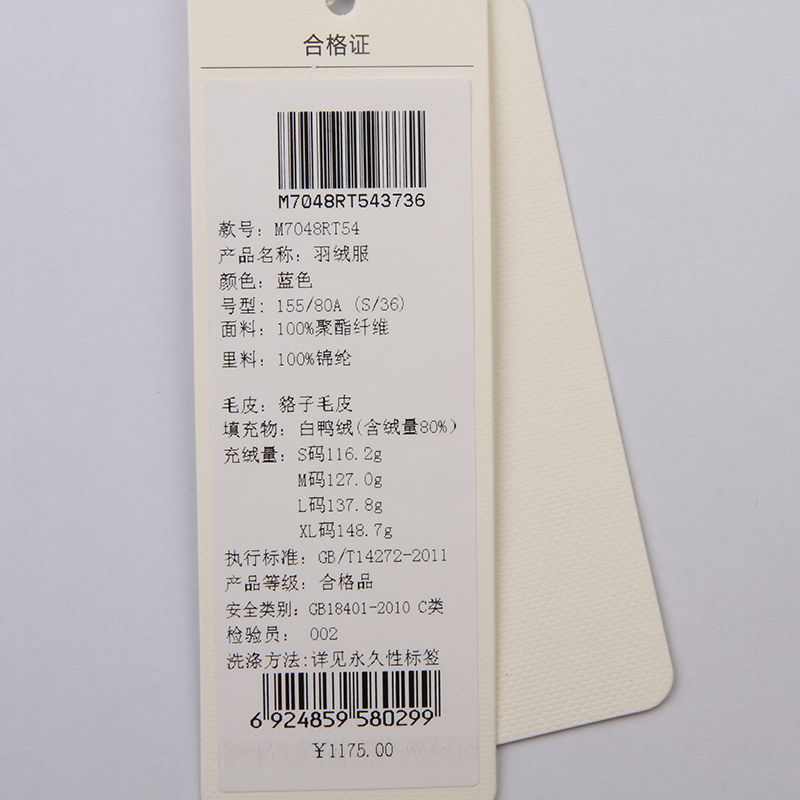 合格证
M7048RT543736
款号: M7048RT54
产品名称: 羽绒服
颜色: 蓝色
号型: 155/80A (S/36)
面料: 100%聚酯纤维
里料: 100%锦纶
毛皮: 貉子毛皮
填充物: 白鸭绒(含绒量80%)
充绒量: S码116.2g
M码127.0g
L码137.8g
XL码148.7g
执行标准: GB/T14272-2011
产品等级: 合格品
安全类别: GB18401-2010 C类
检验员: 002
洗涤方法:详见永久性标签
6 924859 580299
¥1175.00